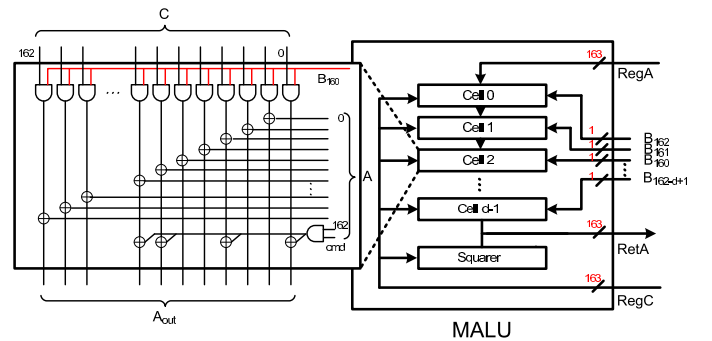 C
162
0
...
B160
0
A
162
cmd
Aout
163
RegA
Cell 0
Cell 1
Cell 2
Cell d-1
Squarer
1
B162
1
B161
1
B160
1
B162-d+1
163
RetA
163
RegC
MALU